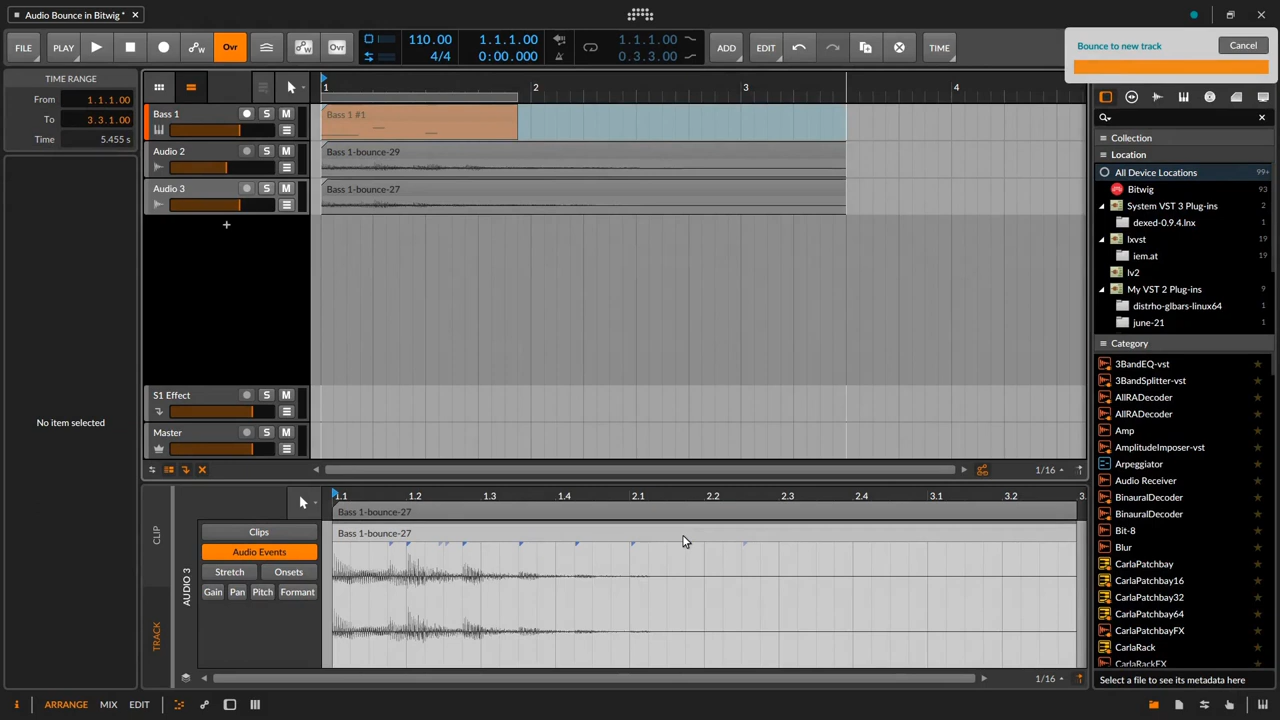 Audio Bounce in Bitwig *
FILE
PLAY
Ovr
Ovr
110.00
4/4
1.1.1.00
0:00.000
1.1.1.00
0.3.3.00
ADD
EDIT
TIME
Bounce to new track
Cancel
TIME RANGE
From 1.1.1.00
To 3.3.1.00
Time 5.455 s
No item selected
1
2
3
4
Bass 1
S
M
Bass 1 #1
Audio 2
S
M
Bass 1-bounce-29
Audio 3
S
M
Bass 1-bounce-27
+
S1 Effect
S
M
Master
S
M
1/16
Collection
Location
All Device Locations 99+
Bitwig 93
System VST 3 Plug-ins 2
dexed-0.9.4.lnx 1
lxvst 19
iem.at 19
lv2
My VST 2 Plug-ins 9
distrho-glbars-linux64 1
june-21 1
Category
3BandEQ-vst
3BandSplitter-vst
AllRADecoder
AllRADecoder
Amp
AmplitudeImposer-vst
Arpeggiator
Audio Receiver
BinauralDecoder
BinauralDecoder
Bit-8
Blur
CarlaPatchbay
CarlaPatchbay16
CarlaPatchbay32
CarlaPatchbay64
CarlaPatchbayFX
CarlaRack
CarlaRackFX
Select a file to see its metadata here
CLIP
TRACK
AUDIO 3
Clips
Audio Events
Stretch
Onsets
Gain
Pan
Pitch
Formant
1.1
1.2
1.3
1.4
2.1
2.2
2.3
3.1
3.2
3.
Bass 1-bounce-27
Bass 1-bounce-27
1/16
ARRANGE
MIX
EDIT